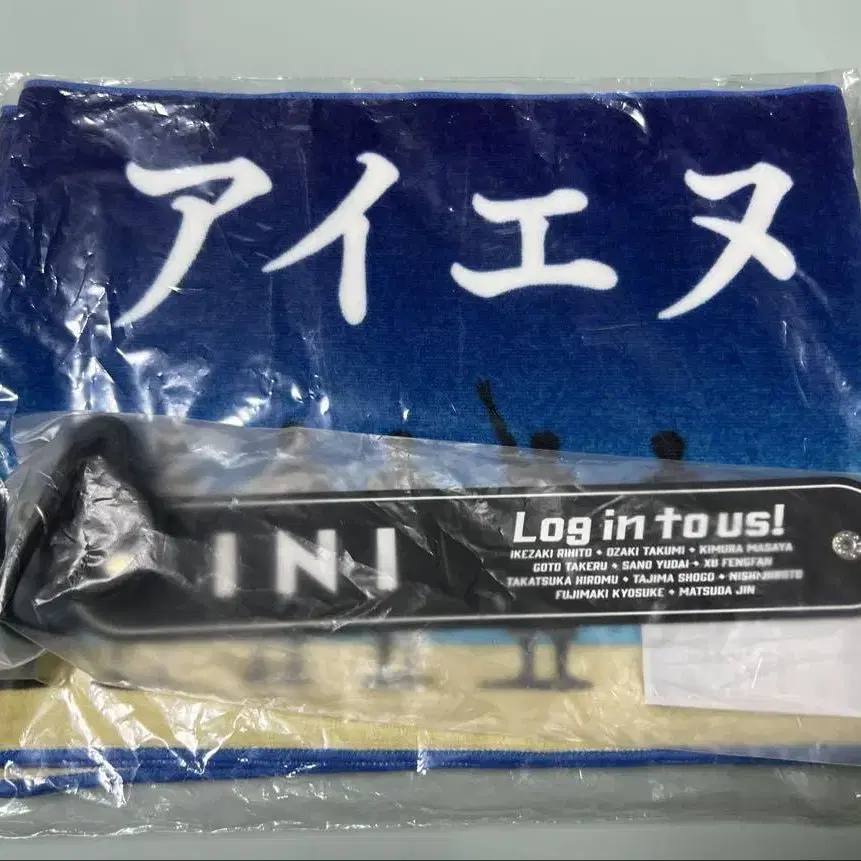 アイエヌ
INI
Log in to us!
IKEZAKI RIHITO ◆ OZAKI TAKUMI ◆ KIMURA MASAYA
GOTO TAKERU ◆ SANO YUDAI ◆ XU FENGFAN
TAKATSUKA HIROMU ◆ TAJIMA SHOGO ◆ NISHI HIROTO
FUJIMAKI KYOSUKE ◆ MATSUDA JIN